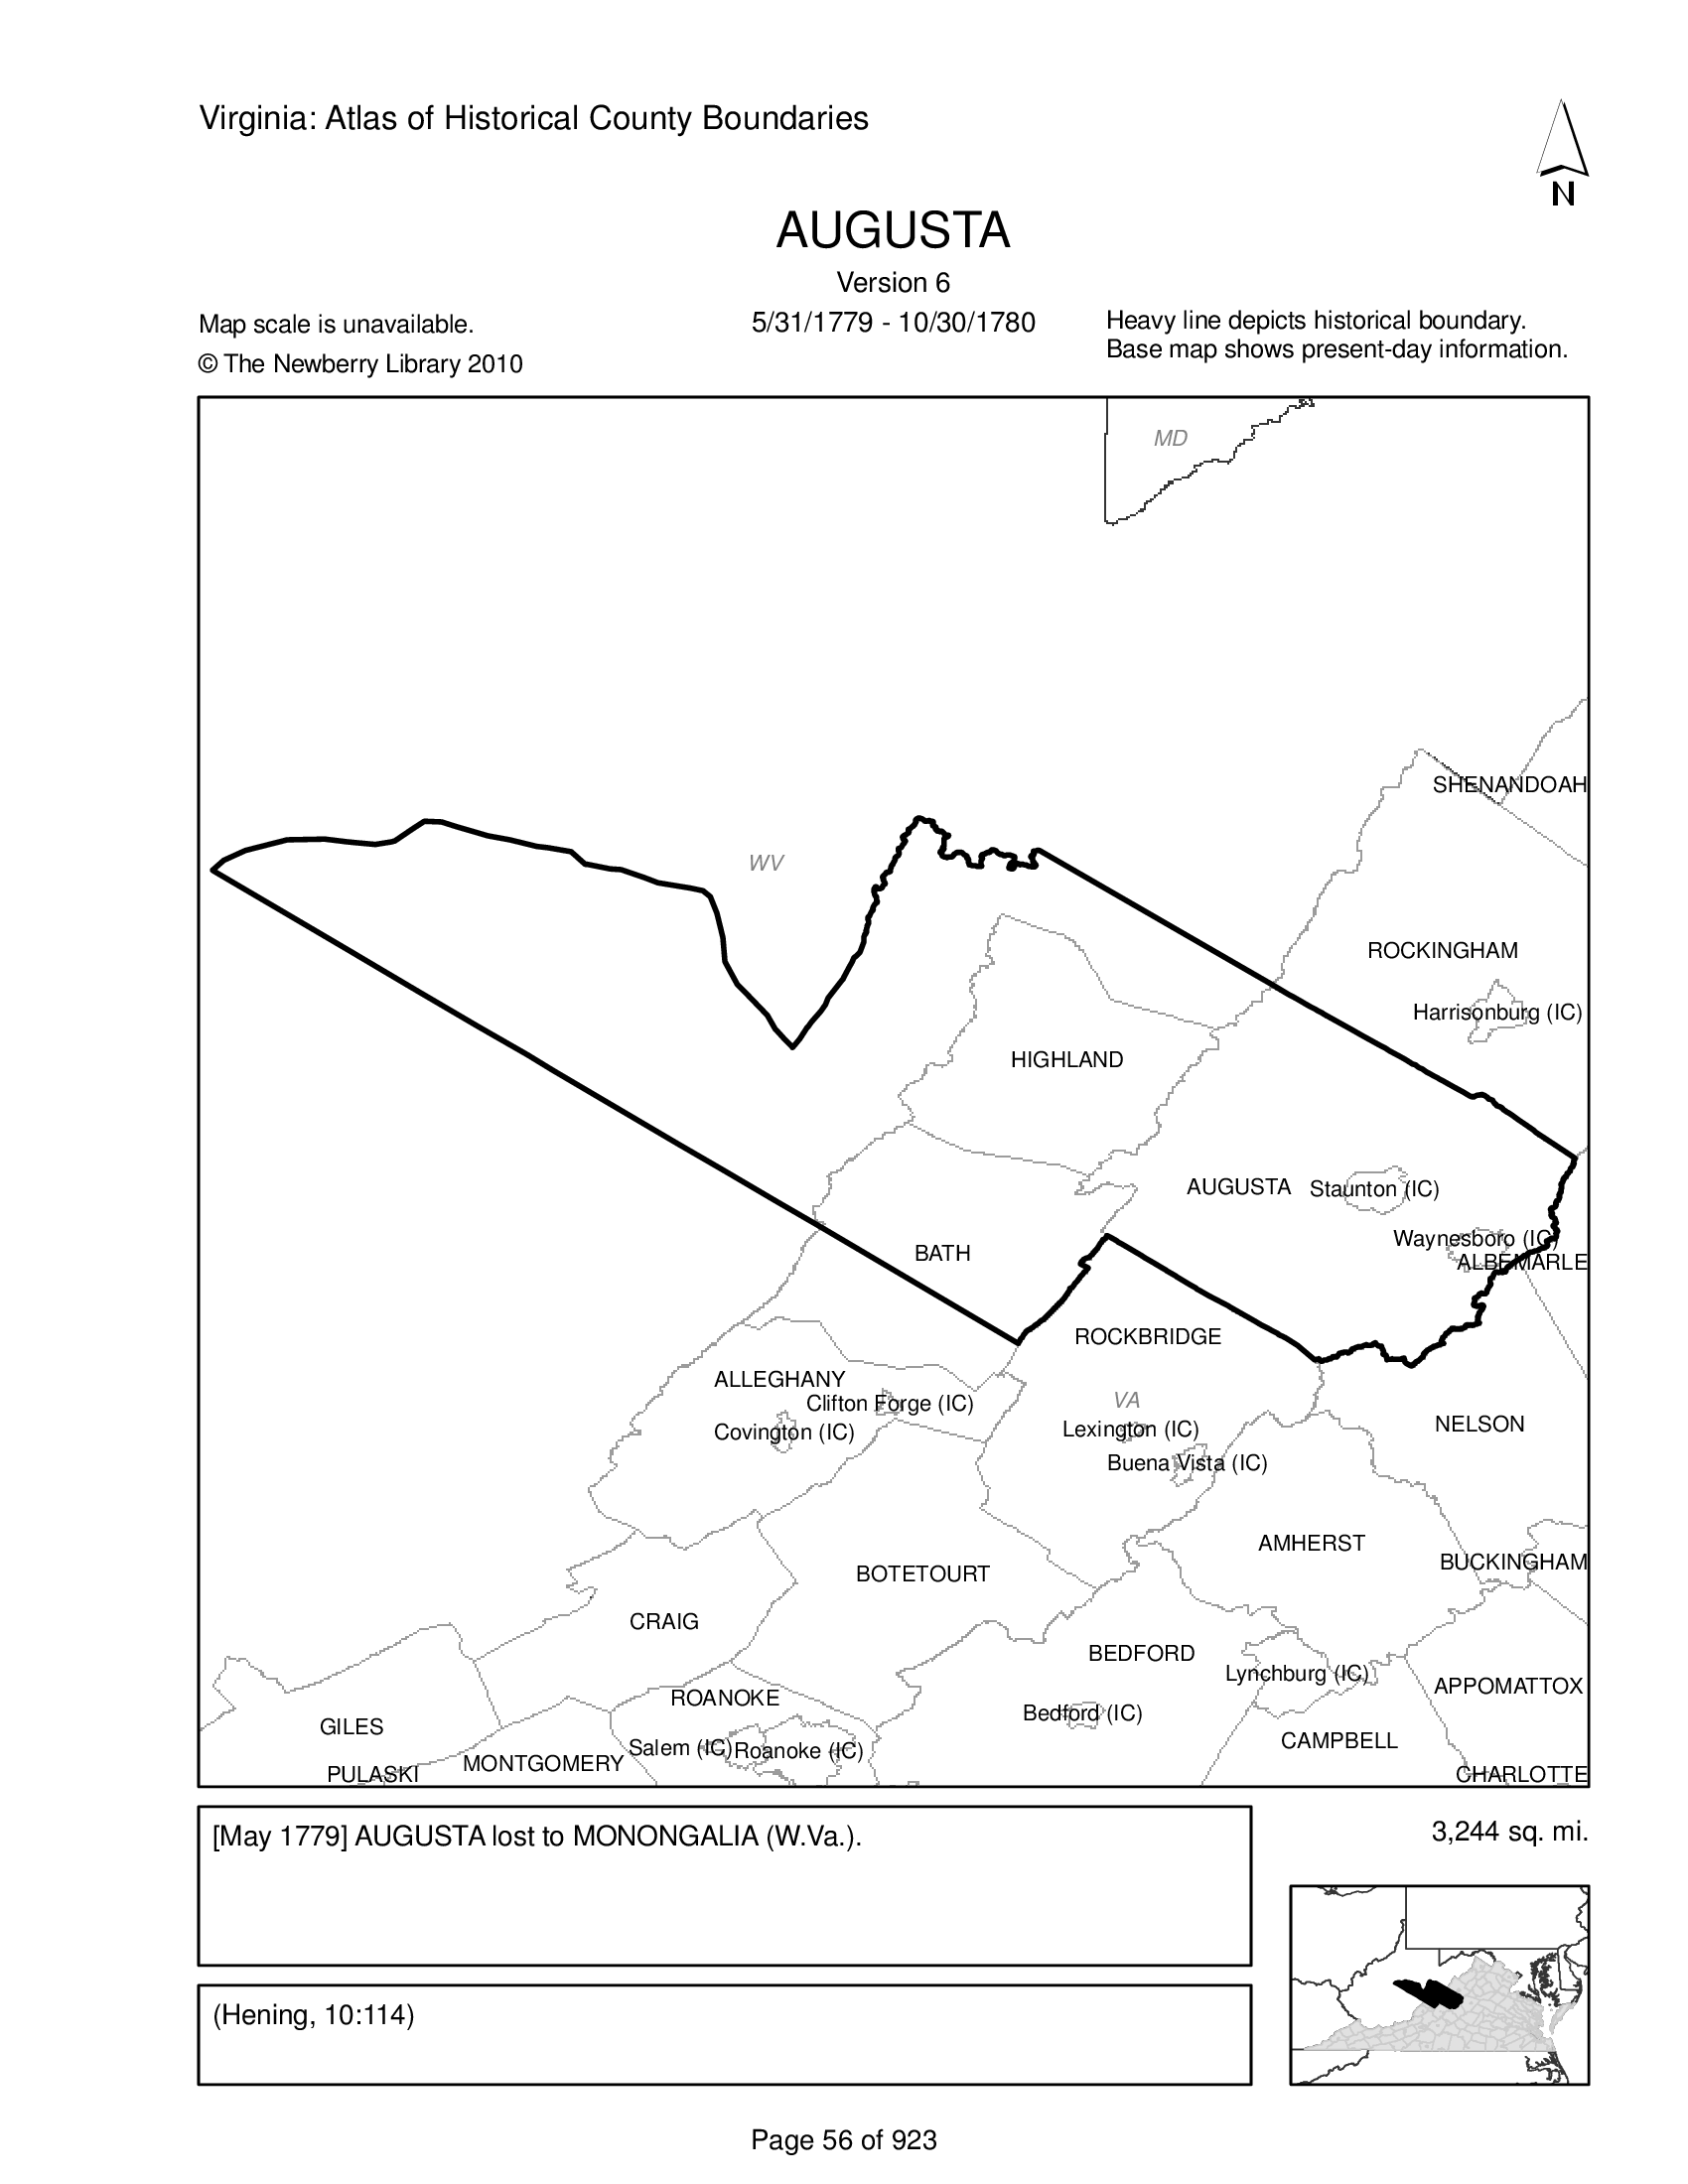 Virginia: Atlas of Historical County Boundaries
N
AUGUSTA
Version 6
Map scale is unavailable.
5/31/1779 - 10/30/1780
Heavy line depicts historical boundary.
© The Newberry Library 2010
Base map shows present-day information.
MD
SHENANDOAH
WV
ROCKINGHAM
Harrisonburg (IC)
HIGHLAND
AUGUSTA
Staunton (IC)
Waynesboro (IC)
BATH
ALBEMARLE
ROCKBRIDGE
ALLEGHANY
Clifton Forge (IC)
VA
Covington (IC)
Lexington (IC)
NELSON
Buena Vista (IC)
AMHERST
BUCKINGHAM
BOTETOURT
CRAIG
BEDFORD
Lynchburg (IC)
APPOMATTOX
ROANOKE
Bedford (IC)
GILES
CAMPBELL
Salem (IC)
Roanoke (IC)
MONTGOMERY
PULASKI
CHARLOTTE
[May 1779] AUGUSTA lost to MONONGALIA (W.Va.).
3,244 sq. mi.
(Hening, 10:114)
Page 56 of 923